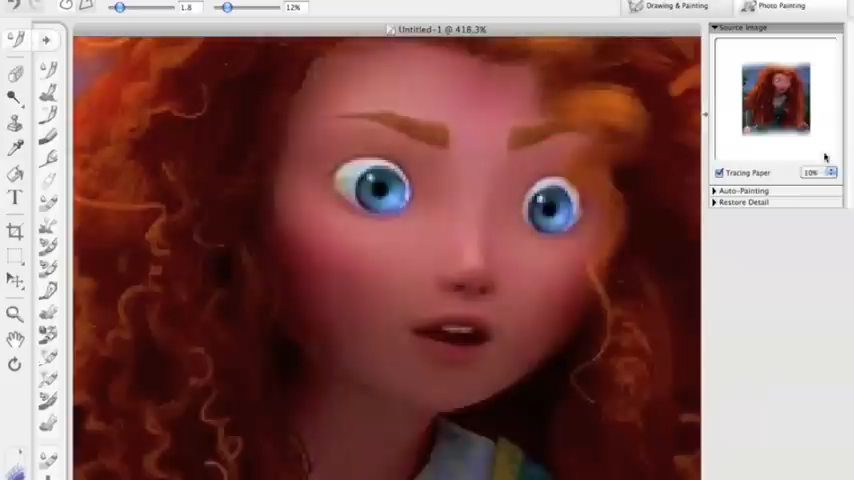 1.8 12% Drawing & Painting Photo Painting
Untitled-1 @ 418.3%
Source Image
Tracing Paper 10%
Auto-Painting
Restore Detail
T